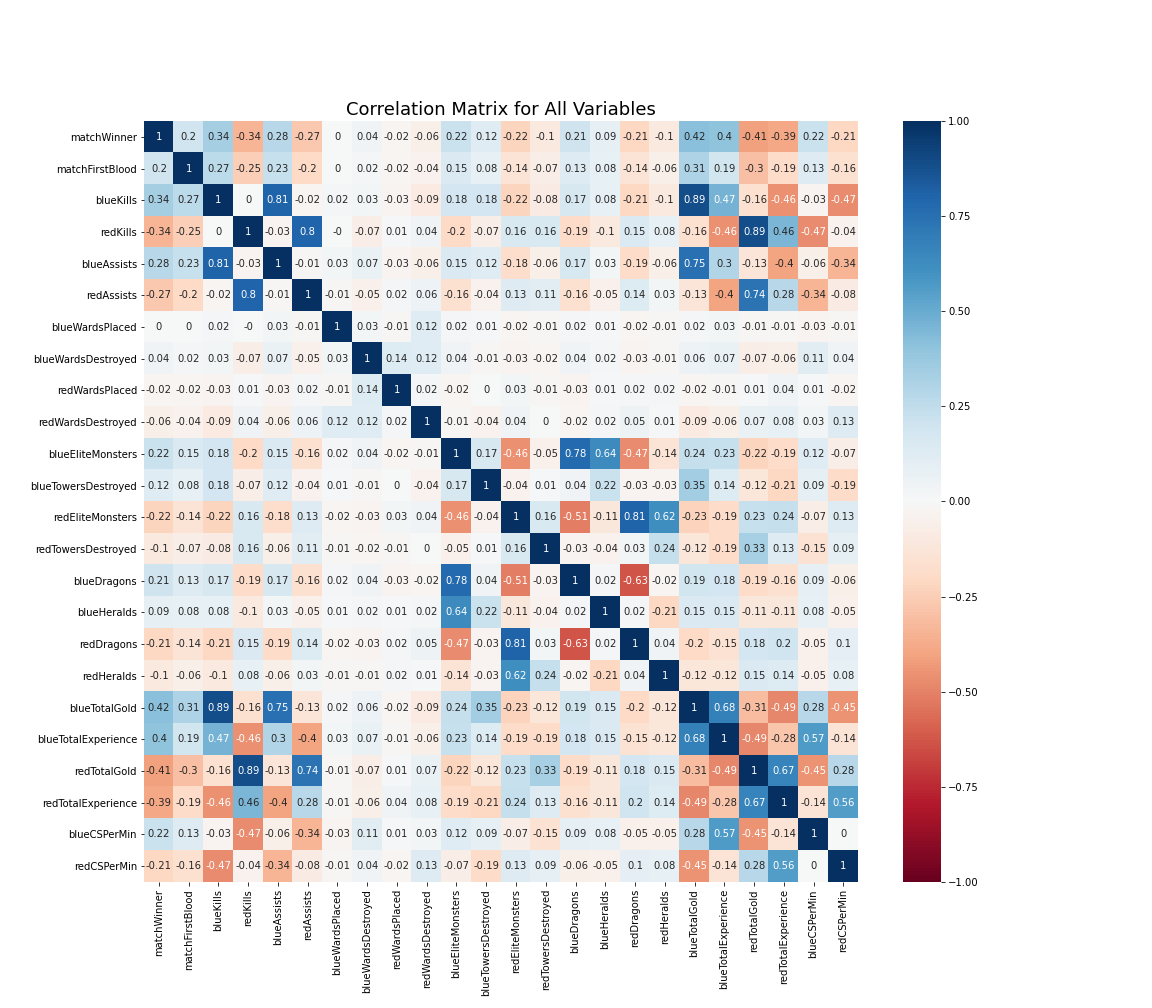 Correlation Matrix for All Variables
matchWinner 1 0.2 0.34 -0.34 0.28 -0.27 0 0.04 -0.02 -0.06 0.22 0.12 -0.22 -0.1 0.21 0.09 -0.21 -0.1 0.42 0.4 -0.41 -0.39 0.22 -0.21
matchFirstBlood 0.2 1 0.27 -0.25 0.23 -0.2 0 0.02 -0.02 -0.04 0.15 0.08 -0.14 -0.07 0.13 0.08 -0.14 -0.06 0.31 0.19 -0.3 -0.19 0.13 -0.16
blueKills 0.34 0.27 1 0 0.81 -0.02 0.02 0.03 -0.03 -0.09 0.18 0.18 -0.22 -0.08 0.17 0.08 -0.21 -0.1 0.89 0.47 -0.16 -0.46 -0.03 -0.47
redKills -0.34 -0.25 0 1 -0.03 0.8 -0 -0.07 0.01 0.04 -0.2 -0.07 0.16 0.16 -0.19 -0.1 0.15 0.08 -0.16 -0.46 0.89 0.46 -0.47 -0.04
blueAssists 0.28 0.23 0.81 -0.03 1 -0.01 0.03 0.07 -0.03 -0.06 0.15 0.12 -0.18 -0.06 0.17 0.03 -0.19 -0.06 0.75 0.3 -0.13 -0.4 -0.06 -0.34
redAssists -0.27 -0.2 -0.02 0.8 -0.01 1 -0.01 -0.05 0.02 0.06 -0.16 -0.04 0.13 0.11 -0.16 -0.05 0.14 0.03 -0.13 -0.4 0.74 0.28 -0.34 -0.08
blueWardsPlaced 0 0 0.02 -0 0.03 -0.01 1 0.03 -0.01 0.12 0.02 0.01 -0.02 -0.01 0.02 0.01 -0.02 -0.01 0.02 0.03 -0.01 -0.01 -0.03 -0.01
blueWardsDestroyed 0.04 0.02 0.03 -0.07 0.07 -0.05 0.03 1 0.14 0.12 0.04 -0.01 -0.03 -0.02 0.04 0.02 -0.03 -0.01 0.06 0.07 -0.07 -0.06 0.11 0.04
redWardsPlaced -0.02 -0.02 -0.03 0.01 -0.03 0.02 -0.01 0.14 1 0.02 -0.02 0 0.03 -0.01 -0.03 0.01 0.02 0.02 -0.02 -0.01 0.01 0.04 0.01 -0.02
redWardsDestroyed -0.06 -0.04 -0.09 0.04 -0.06 0.06 0.12 0.12 0.02 1 -0.01 -0.04 0.04 0 -0.02 0.02 0.05 0.01 -0.09 -0.06 0.07 0.08 0.03 0.13
blueEliteMonsters 0.22 0.15 0.18 -0.2 0.15 -0.16 0.02 0.04 -0.02 -0.01 1 0.17 -0.46 -0.05 0.78 0.64 -0.47 -0.14 0.24 0.23 -0.22 -0.19 0.12 -0.07
blueTowersDestroyed 0.12 0.08 0.18 -0.07 0.12 -0.04 0.01 -0.01 0 -0.04 0.17 1 -0.04 0.01 0.04 0.22 -0.03 -0.03 0.35 0.14 -0.12 -0.21 0.09 -0.19
redEliteMonsters -0.22 -0.14 -0.22 0.16 -0.18 0.13 -0.02 -0.03 0.03 0.04 -0.46 -0.04 1 0.16 -0.51 -0.11 0.81 0.62 -0.23 -0.19 0.23 0.24 -0.07 0.13
redTowersDestroyed -0.1 -0.07 -0.08 0.16 -0.06 0.11 -0.01 -0.02 -0.01 0 -0.05 0.01 0.16 1 -0.03 -0.04 0.03 0.24 -0.12 -0.19 0.33 0.13 -0.15 0.09
blueDragons 0.21 0.13 0.17 -0.19 0.17 -0.16 0.02 0.04 -0.03 -0.02 0.78 0.04 -0.51 -0.03 1 0.02 -0.63 -0.02 0.19 0.18 -0.19 -0.16 0.09 -0.06
blueHeralds 0.09 0.08 0.08 -0.1 0.03 -0.05 0.01 0.02 0.01 0.02 0.64 0.22 -0.11 -0.04 0.02 1 0.02 -0.21 0.15 0.15 -0.11 -0.11 0.08 -0.05
redDragons -0.21 -0.14 -0.21 0.15 -0.19 0.14 -0.02 -0.03 0.02 0.05 -0.47 -0.03 0.81 0.03 -0.63 0.02 1 0.04 -0.2 -0.15 0.18 0.2 -0.05 0.1
redHeralds -0.1 -0.06 -0.1 0.08 -0.06 0.03 -0.01 -0.01 0.02 0.01 -0.14 -0.03 0.62 0.24 -0.02 -0.21 0.04 1 -0.12 -0.12 0.15 0.14 -0.05 0.08
blueTotalGold 0.42 0.31 0.89 -0.16 0.75 -0.13 0.02 0.06 -0.02 -0.09 0.24 0.35 -0.23 -0.12 0.19 0.15 -0.2 -0.12 1 0.68 -0.31 -0.49 0.28 -0.45
blueTotalExperience 0.4 0.19 0.47 -0.46 0.3 -0.4 0.03 0.07 -0.01 -0.06 0.23 0.14 -0.19 -0.19 0.18 0.15 -0.15 -0.12 0.68 1 -0.49 -0.28 0.57 -0.14
redTotalGold -0.41 -0.3 -0.16 0.89 -0.13 0.74 -0.01 -0.07 0.01 0.07 -0.22 -0.12 0.23 0.33 -0.19 -0.11 0.18 0.15 -0.31 -0.49 1 0.67 -0.45 0.28
redTotalExperience -0.39 -0.19 -0.46 0.46 -0.4 0.28 -0.01 -0.06 0.04 0.08 -0.19 -0.21 0.24 0.13 -0.16 -0.11 0.2 0.14 -0.49 -0.28 0.67 1 -0.14 0.56
blueCSPerMin 0.22 0.13 -0.03 -0.47 -0.06 -0.34 -0.03 0.11 0.01 0.03 0.12 0.09 -0.07 -0.15 0.09 0.08 -0.05 -0.05 0.28 0.57 -0.45 -0.14 1 0
redCSPerMin -0.21 -0.16 -0.47 -0.04 -0.34 -0.08 -0.01 0.04 -0.02 0.13 -0.07 -0.19 0.13 0.09 -0.06 -0.05 0.1 0.08 -0.45 -0.14 0.28 0.56 0 1
matchWinner
matchFirstBlood
blueKills
redKills
blueAssists
redAssists
blueWardsPlaced
blueWardsDestroyed
redWardsPlaced
redWardsDestroyed
blueEliteMonsters
blueTowersDestroyed
redEliteMonsters
redTowersDestroyed
blueDragons
blueHeralds
redDragons
redHeralds
blueTotalGold
blueTotalExperience
redTotalGold
redTotalExperience
blueCSPerMin
redCSPerMin
1.00
0.75
0.50
0.25
0.00
-0.25
-0.50
-0.75
-1.00